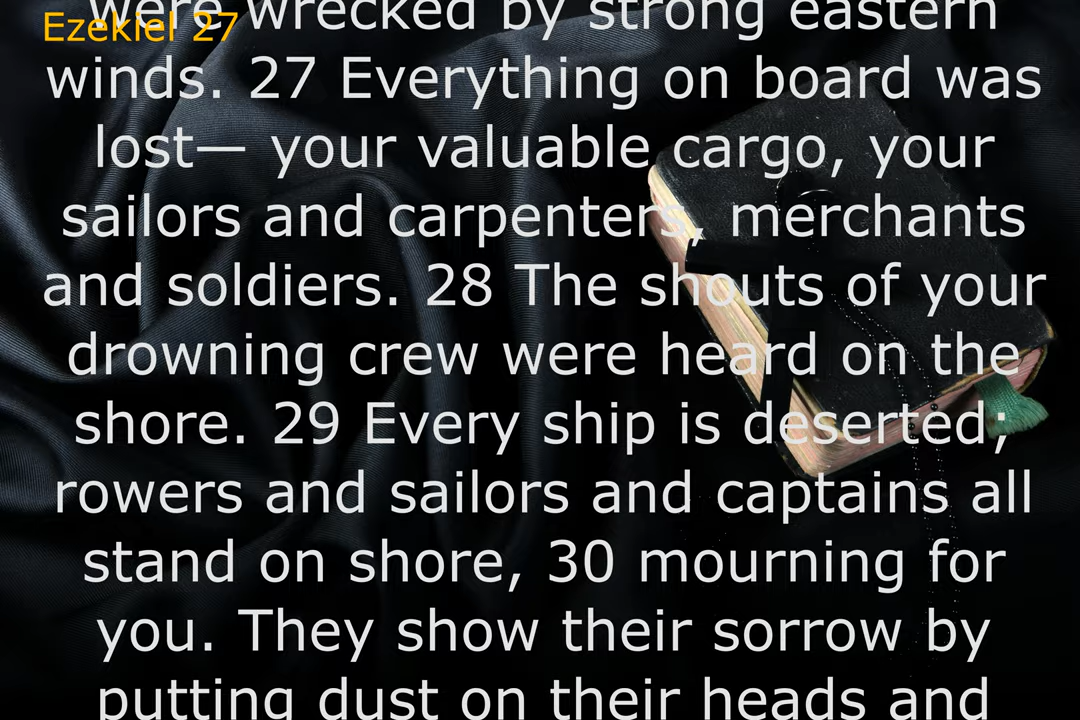 were wrecked by strong eastern
Ezekiel 27
winds. 27 Everything on board was
lost— your valuable cargo, your
sailors and carpenters, merchants
and soldiers. 28 The shouts of your
drowning crew were heard on the
shore. 29 Every ship is deserted;
rowers and sailors and captains all
stand on shore, 30 mourning for
you. They show their sorrow by
putting dust on their heads and